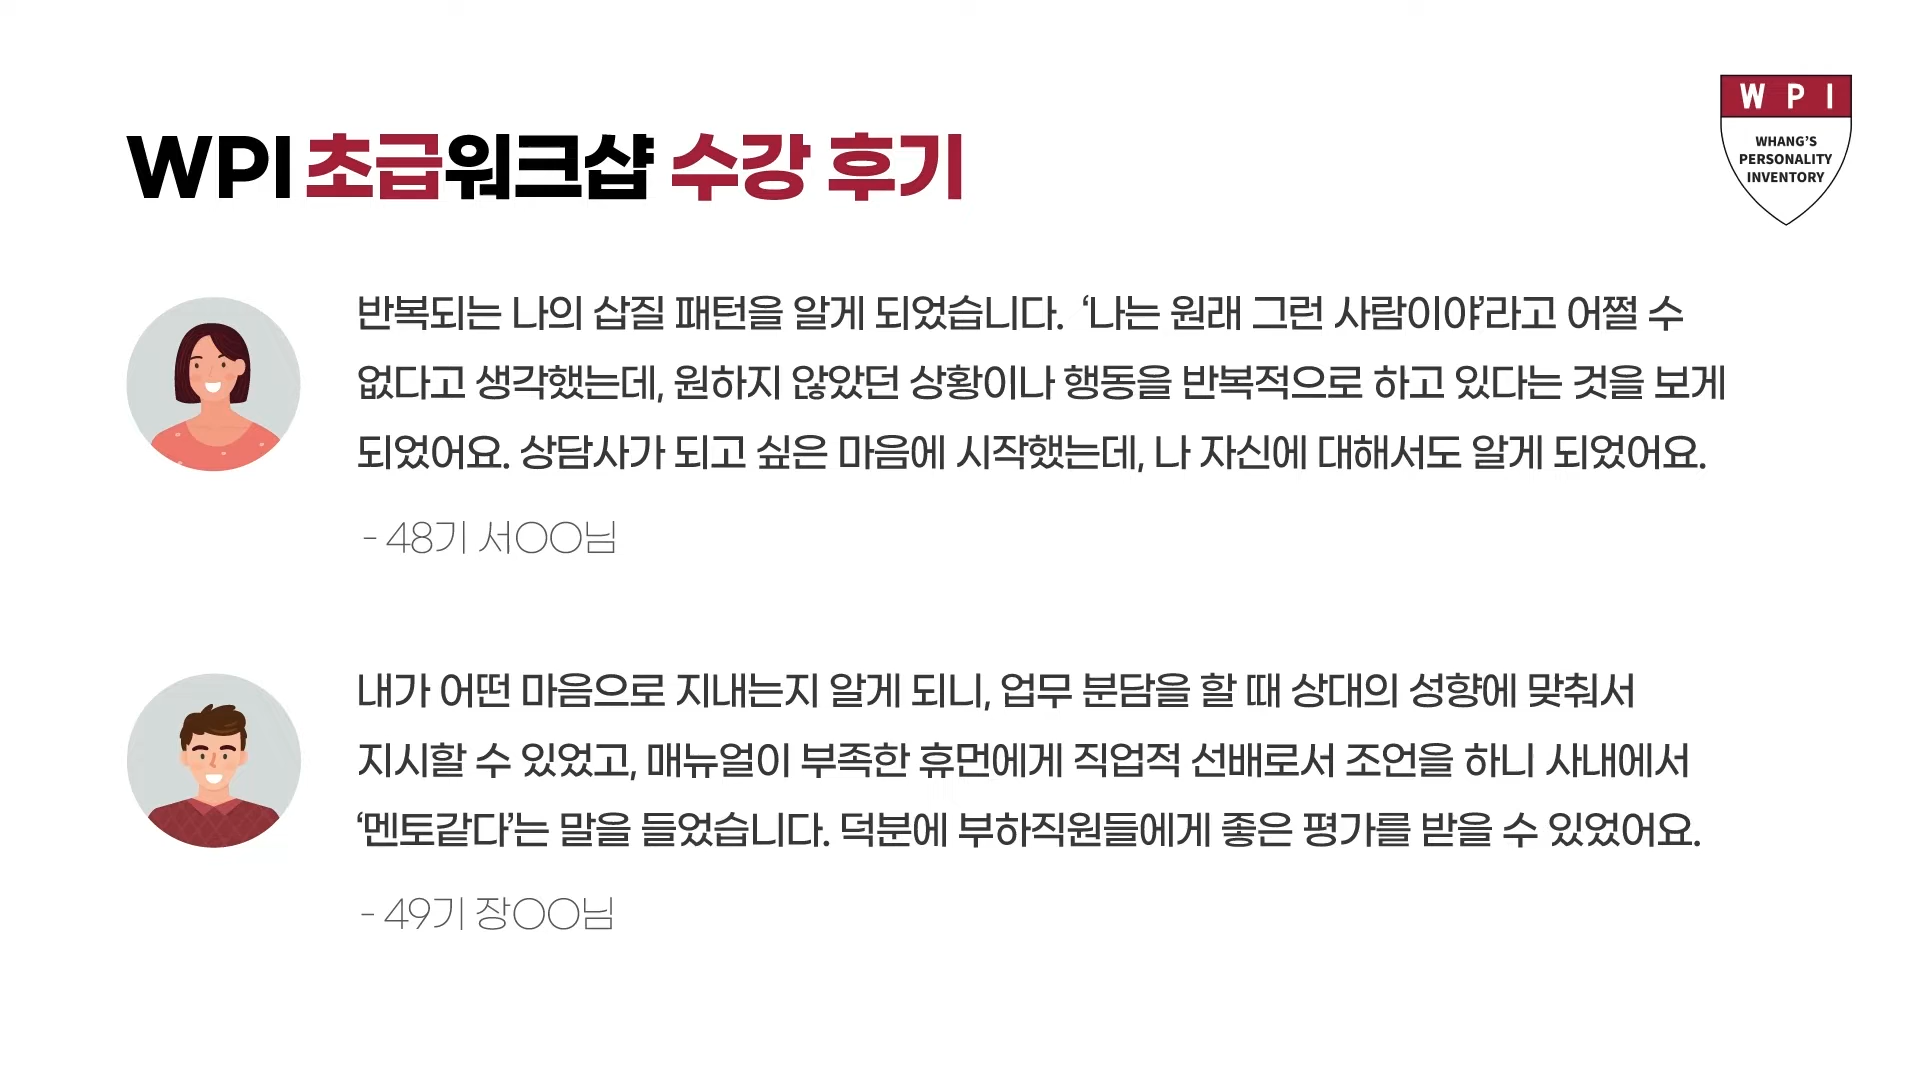 WPI 초급워크샵 수강 후기
W P I
WHANG'S
PERSONALITY
INVENTORY
반복되는 나의 삽질 패턴을 알게 되었습니다. ‘나는 원래 그런 사람이야’라고 어쩔 수
없다고 생각했는데, 원하지 않았던 상황이나 행동을 반복적으로 하고 있다는 것을 보게
되었어요. 상담사가 되고 싶은 마음에 시작했는데, 나 자신에 대해서도 알게 되었어요.
- 48기 서○○님
내가 어떤 마음으로 지내는지 알게 되니, 업무 분담을 할 때 상대의 성향에 맞춰서
지시할 수 있었고, 매뉴얼이 부족한 휴먼에게 직업적 선배로서 조언을 하니 사내에서
‘멘토같다’는 말을 들었습니다. 덕분에 부하직원들에게 좋은 평가를 받을 수 있었어요.
- 49기 장○○님